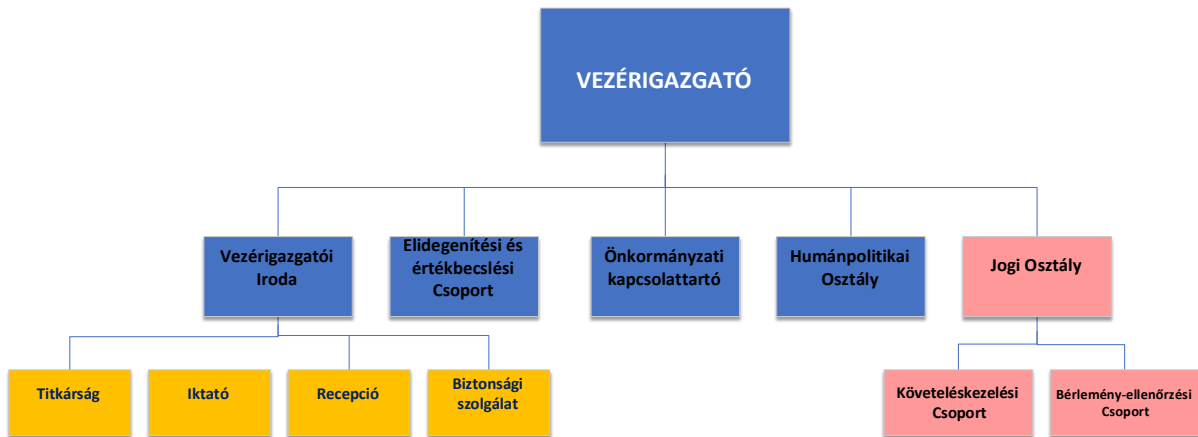 VEZÉRIGAZGATÓ
Vezérigazgatói
Iroda
Elidegenítési és
értékbecslési
Csoport
Önkormányzati
kapcsolattartó
Humánpolitikai
Osztály
Jogi Osztály
Titkárság
Iktató
Recepció
Biztonsági
szolgálat
Követeléskezelési
Csoport
Bérlemény-ellenőrzési
Csoport